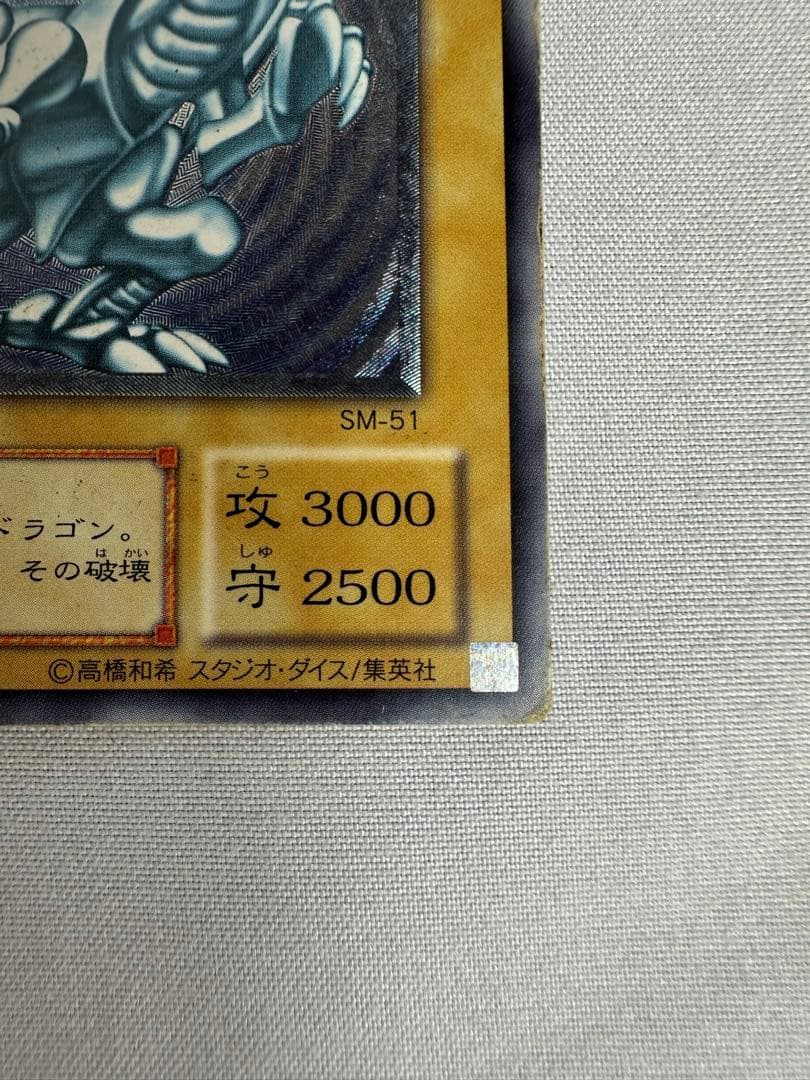 SM-51
こう
攻 3000
しゅ
守 2500
ドラゴン。
は かい
その破壊
©高橋和希 スタジオ・ダイス/集英社